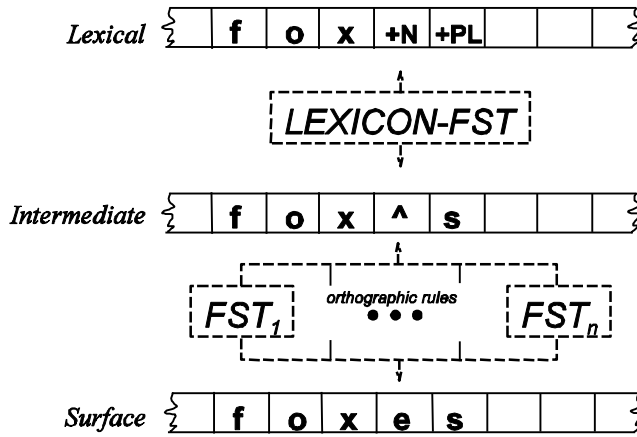 Lexical f o x +N +PL
LEXICON-FST
Intermediate f o x ^ s
orthographic rules
FST1 ••• FSTn
Surface f o x e s